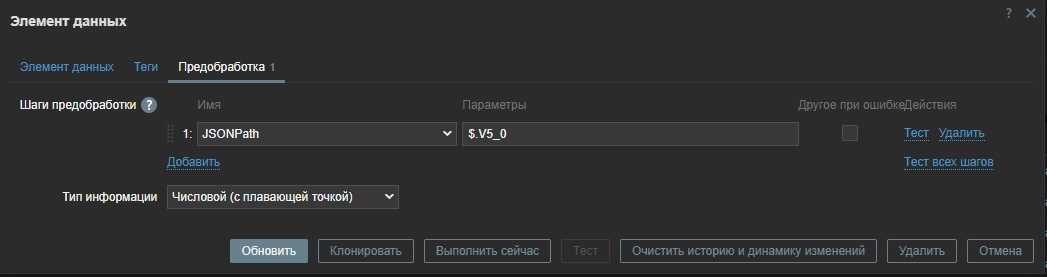 Элемент данных
? ×
Элемент данных Теги Предобработка 1
Шаги предобработки ? Имя Параметры Другое при ошибке Действия
1: JSONPath $.V5_0 Тест Удалить
Добавить Тест всех шагов
Тип информации Числовой (с плавающей точкой)
Обновить Клонировать Выполнить сейчас Тест Очистить историю и динамику изменений Удалить Отмена